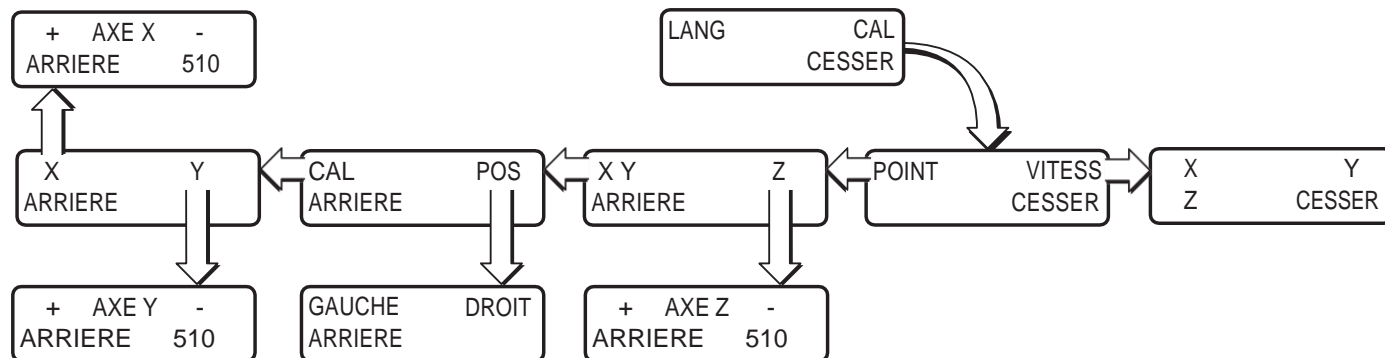 + AXE X -
ARRIERE 510
LANG CAL
CESSER
X Y
ARRIERE
CAL POS
ARRIERE
X Y Z
ARRIERE
POINT VITESS
CESSER
X Y
Z CESSER
+ AXE Y -
ARRIERE 510
GAUCHE DROIT
ARRIERE
+ AXE Z -
ARRIERE 510